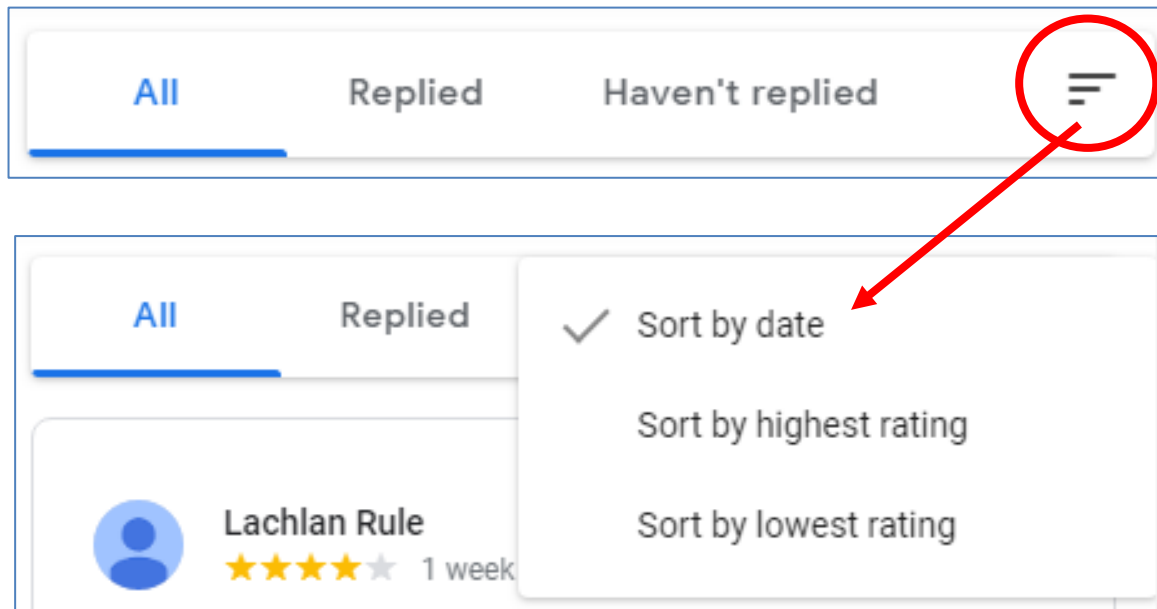 All Replied Haven't replied
All Replied
Sort by date
Sort by highest rating
Sort by lowest rating
Lachlan Rule
1 week